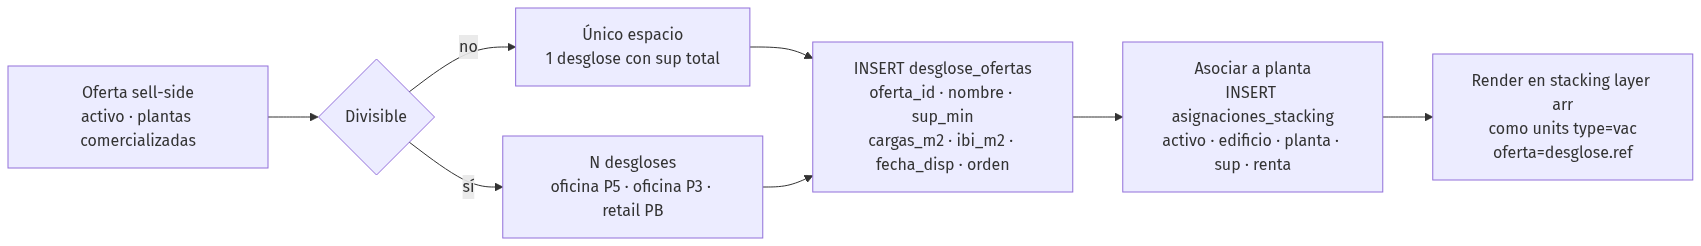 Oferta sell-side
activo · plantas
comercializadas
Divisible
no
sí
Único espacio
1 desglose con sup total
N desgloses
oficina P5 · oficina P3 ·
retail PB
INSERT desglose_ofertas
oferta_id · nombre ·
sup_min
cargas_m2 · ibi_m2 ·
fecha_disp · orden
Asociar a planta
INSERT
asignaciones_stacking
activo · edificio · planta ·
sup · renta
Render en stacking layer
arr
como units type=vac
oferta=desglose.ref